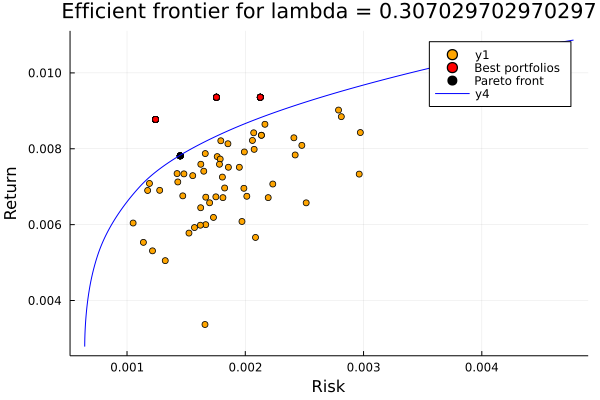 Efficient frontier for lambda = 0.307029702970297
y1
Best portfolios
Pareto front
y4
0.010
0.008
0.006
0.004
Return
0.001 0.002 0.003 0.004
Risk